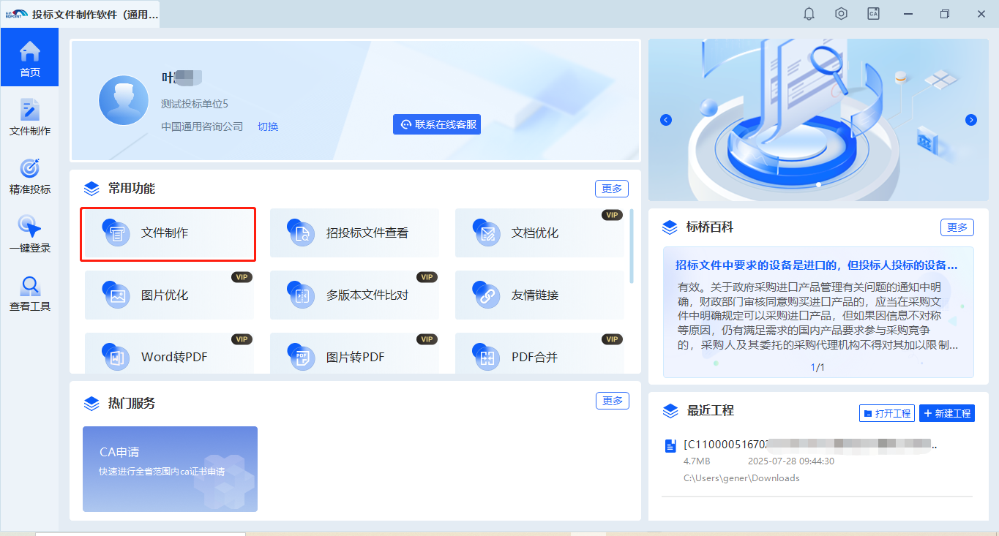 投标文件制作软件（通用...
CA
首页
文件制作
精准投标
一键登录
查看工具
叶
测试投标单位5
中国通用咨询公司 切换
联系在线客服
常用功能 更多
文件制作
招投标文件查看
VIP
文档优化
VIP
图片优化
VIP
多版本文件比对
友情链接
VIP
Word转PDF
VIP
PDF
图片转PDF
VIP
PDF合并
热门服务 更多
CA申请
快速进行全省范围内ca证书申请
标桥百科 更多
招标文件中要求的设备是进口的，但投标人投标的设备...
有效。关于政府采购进口产品管理有关问题的通知中明
确，财政部门审核同意购买进口产品的，应当在采购文
件中明确规定可以采购进口产品，但如果因信息不对称
等原因，仍有满足需求的国内产品要求参与采购竞争
的，采购人及其委托的采购代理机构不得对其加以限制...
1/1
最近工程 打开工程 新建工程
[C1100005167 ..
4.7MB 2025-07-28 09:44:30
C:\Users\gener\Downloads